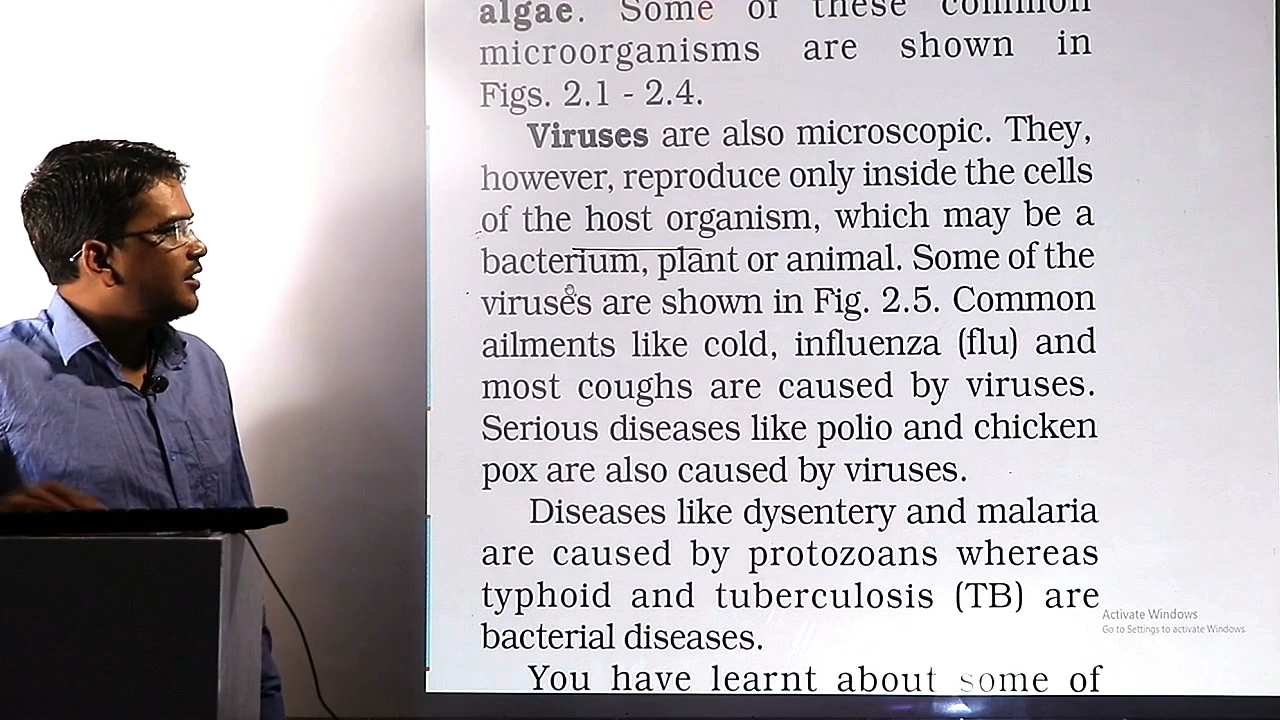 algae. Some of these common
microorganisms are shown in
Figs. 2.1 - 2.4.
Viruses are also microscopic. They,
however, reproduce only inside the cells
of the host organism, which may be a
bacterium, plant or animal. Some of the
viruses are shown in Fig. 2.5. Common
ailments like cold, influenza (flu) and
most coughs are caused by viruses.
Serious diseases like polio and chicken
pox are also caused by viruses.
Diseases like dysentery and malaria
are caused by protozoans whereas
typhoid and tuberculosis (TB) are
bacterial diseases.
You have learnt about some of
Activate Windows
Go to Settings to activate Windows.